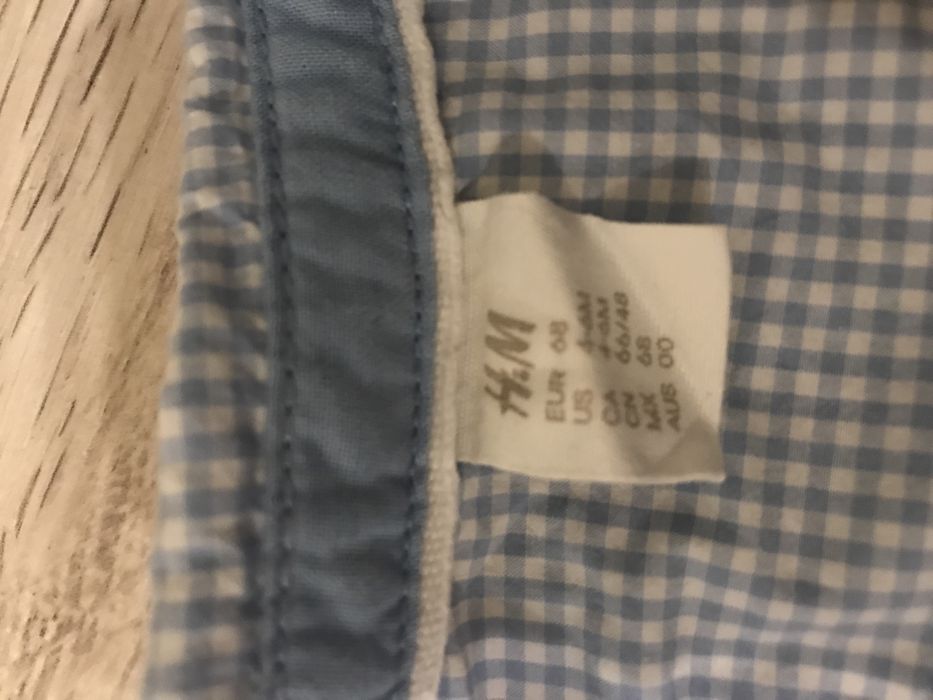 H&M
EUR 68
US 4-6M
CA 4-6M
CN 66/48
MX 68
AUS 00